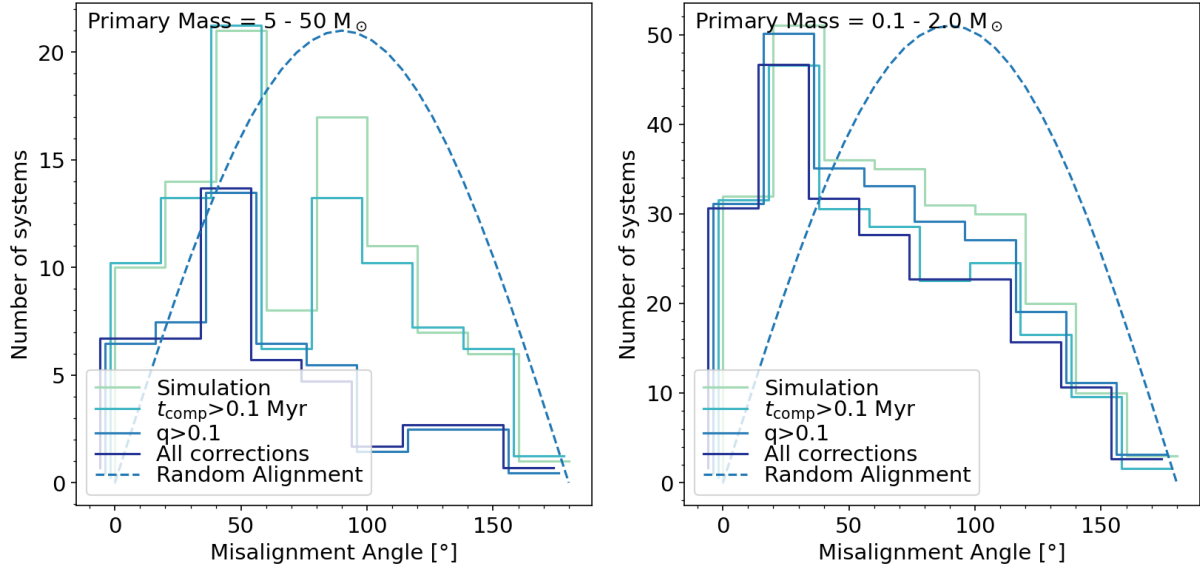 Primary Mass = 5 - 50 M⊙
Number of systems
20
15
10
5
0
Simulation
t_comp>0.1 Myr
q>0.1
All corrections
Random Alignment
0 50 100 150
Misalignment Angle [°]
Primary Mass = 0.1 - 2.0 M⊙
Number of systems
50
40
30
20
10
0
Simulation
t_comp>0.1 Myr
q>0.1
All corrections
Random Alignment
0 50 100 150
Misalignment Angle [°]